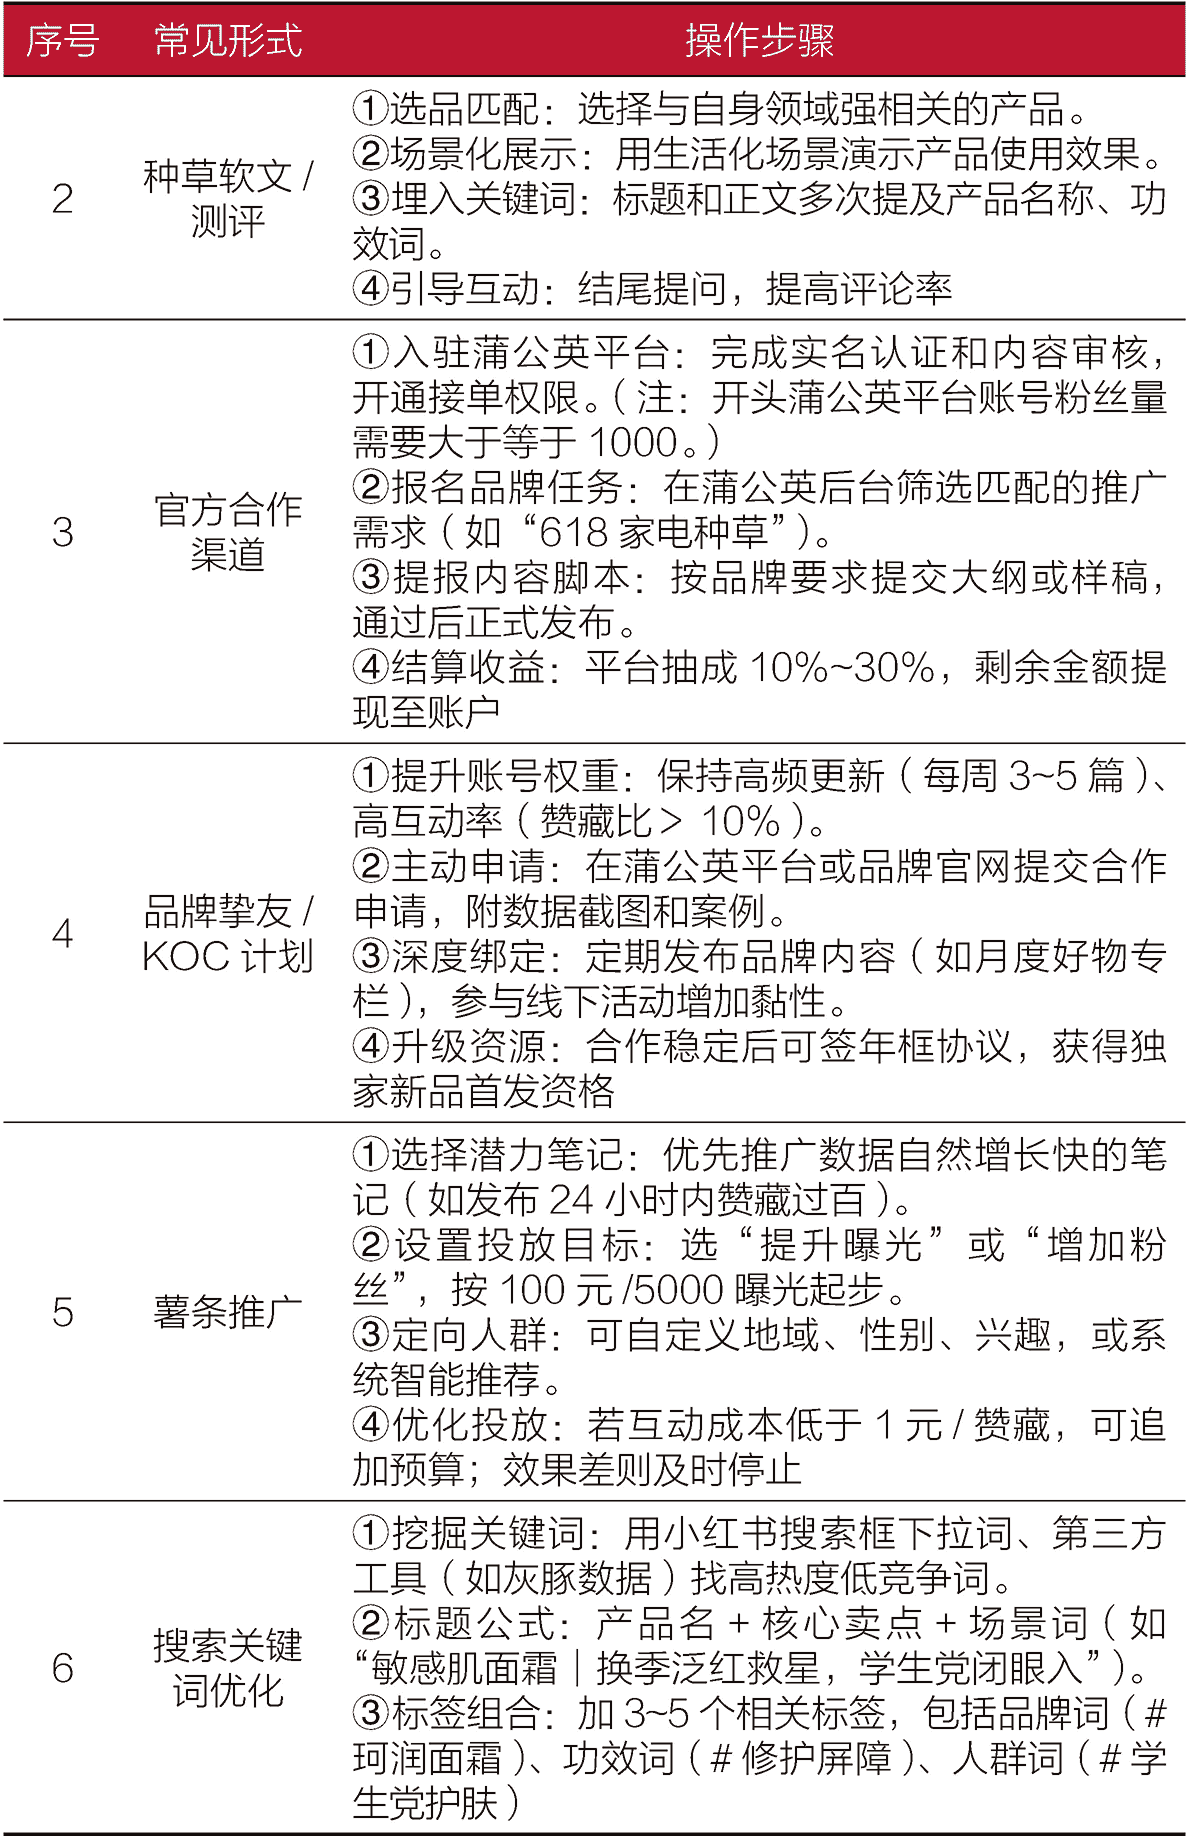 序号 常见形式 操作步骤
2
种草软文 /
测评
①选品匹配：选择与自身领域强相关的产品。
②场景化展示：用生活化场景演示产品使用效果。
③埋入关键词：标题和正文多次提及产品名称、功
效词。
④引导互动：结尾提问，提高评论率
3
官方合作
渠道
①入驻蒲公英平台：完成实名认证和内容审核，
开通接单权限。（注：开头蒲公英平台账号粉丝量
需要大于等于 1000。）
②报名品牌任务：在蒲公英后台筛选匹配的推广
需求（如“618 家电种草”）。
③提报内容脚本：按品牌要求提交大纲或样稿，
通过后正式发布。
④结算收益：平台抽成 10%~30%，剩余金额提
现至账户
4
品牌挚友 /
KOC 计划
①提升账号权重：保持高频更新（每周 3~5 篇）、
高互动率（赞藏比＞ 10%）。
②主动申请：在蒲公英平台或品牌官网提交合作
申请，附数据截图和案例。
③深度绑定：定期发布品牌内容（如月度好物专
栏），参与线下活动增加黏性。
④升级资源：合作稳定后可签年框协议，获得独
家新品首发资格
5
薯条推广
①选择潜力笔记：优先推广数据自然增长快的笔
记（如发布 24 小时内赞藏过百）。
②设置投放目标：选“提升曝光”或“增加粉
丝”，按 100 元 /5000 曝光起步。
③定向人群：可自定义地域、性别、兴趣，或系
统智能推荐。
④优化投放：若互动成本低于 1 元 / 赞藏，可追
加预算；效果差则及时停止
6
搜索关键
词优化
①挖掘关键词：用小红书搜索框下拉词、第三方
工具（如灰豚数据）找高热度低竞争词。
②标题公式：产品名 + 核心卖点 + 场景词（如
“敏感肌面霜｜换季泛红救星，学生党闭眼入”）。
③标签组合：加 3~5 个相关标签，包括品牌词（#
珂润面霜）、功效词（# 修护屏障）、人群词（# 学
生党护肤）